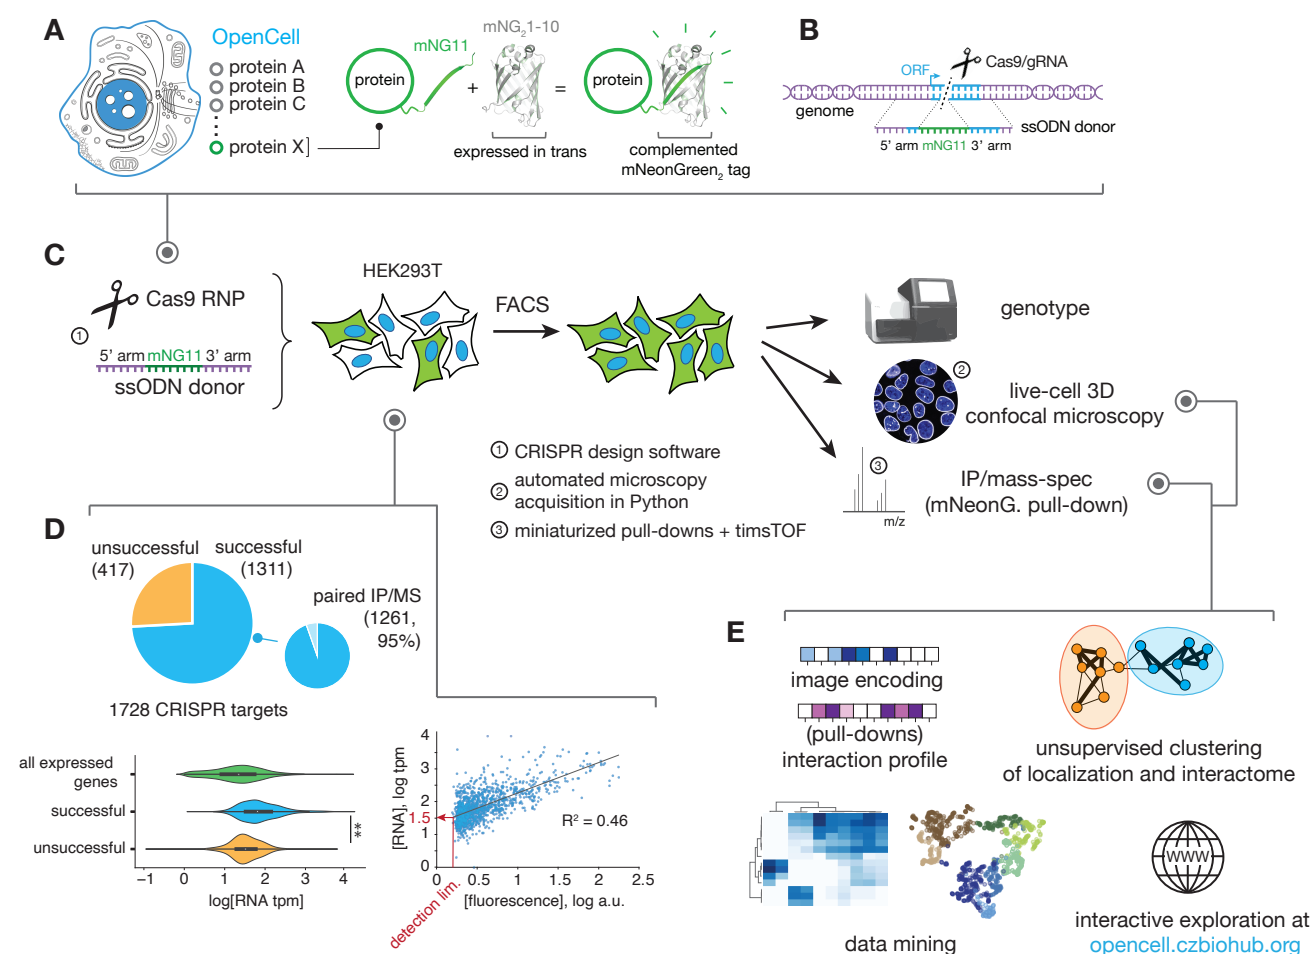 A
OpenCell
protein A
protein B
protein C
protein X]
protein
mNG11
+
mNG₂1-10
=
protein
expressed in trans
complemented
mNeonGreen₂ tag
B
Cas9/gRNA
ORF
genome
ssODN donor
5’ arm mNG11 3’ arm
C
Cas9 RNP
1
5’ arm mNG11 3’ arm
ssODN donor
HEK293T
FACS
genotype
2
live-cell 3D
confocal microscopy
3
m/z
IP/mass-spec
(mNeonG. pull-down)
1 CRISPR design software
2 automated microscopy
acquisition in Python
3 miniaturized pull-downs + timsTOF
D
unsuccessful
(417)
successful
(1311)
paired IP/MS
(1261,
95%)
1728 CRISPR targets
all expressed
genes
successful
unsuccessful
**
−1 0 1 2 3 4
log[RNA tpm]
[RNA], log tpm
4
3
2
1.5
1
0
R² = 0.46
0 0.5 1 1.5 2 2.5
[fluorescence], log a.u.
detection lim.
E
image encoding
(pull-downs)
interaction profile
unsupervised clustering
of localization and interactome
data mining
WWW
interactive exploration at
opencell.czbiohub.org